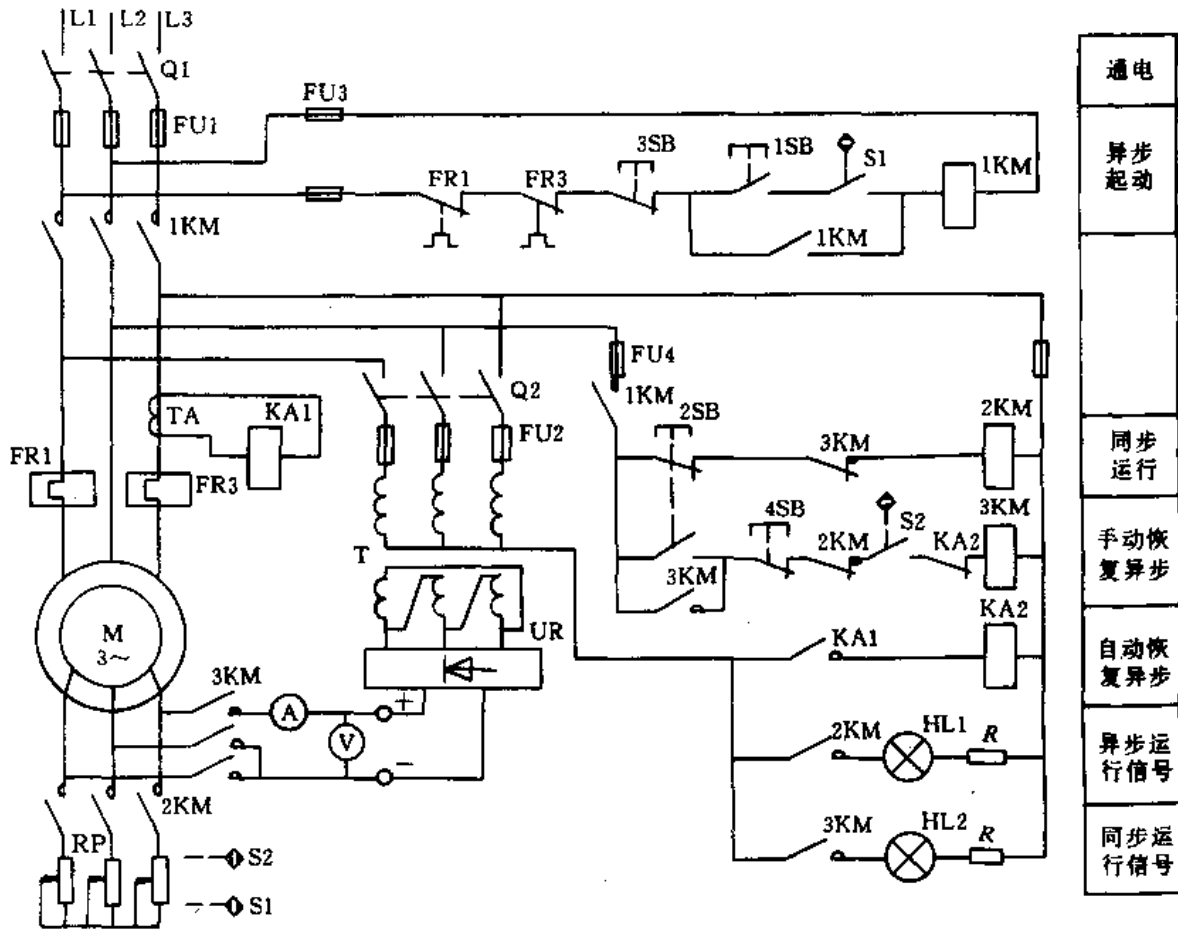 L1 L2 L3
Q1
FU1
FU3
FR1
FR3
3SB
1SB
S1
1KM
1KM
1KM
TA
KA1
FR1
FR3
Q2
FU2
FU4
1KM
2SB
3KM
2KM
4SB
2KM
S2
KA2
3KM
3KM
T
UR
KA1
KA2
M
3~
3KM
A
V
+
−
2KM
HL1
R
3KM
HL2
R
2KM
RP
S2
S1
通电
异步
起动
同步
运行
手动恢
复异步
自动恢
复异步
异步运
行信号
同步运
行信号